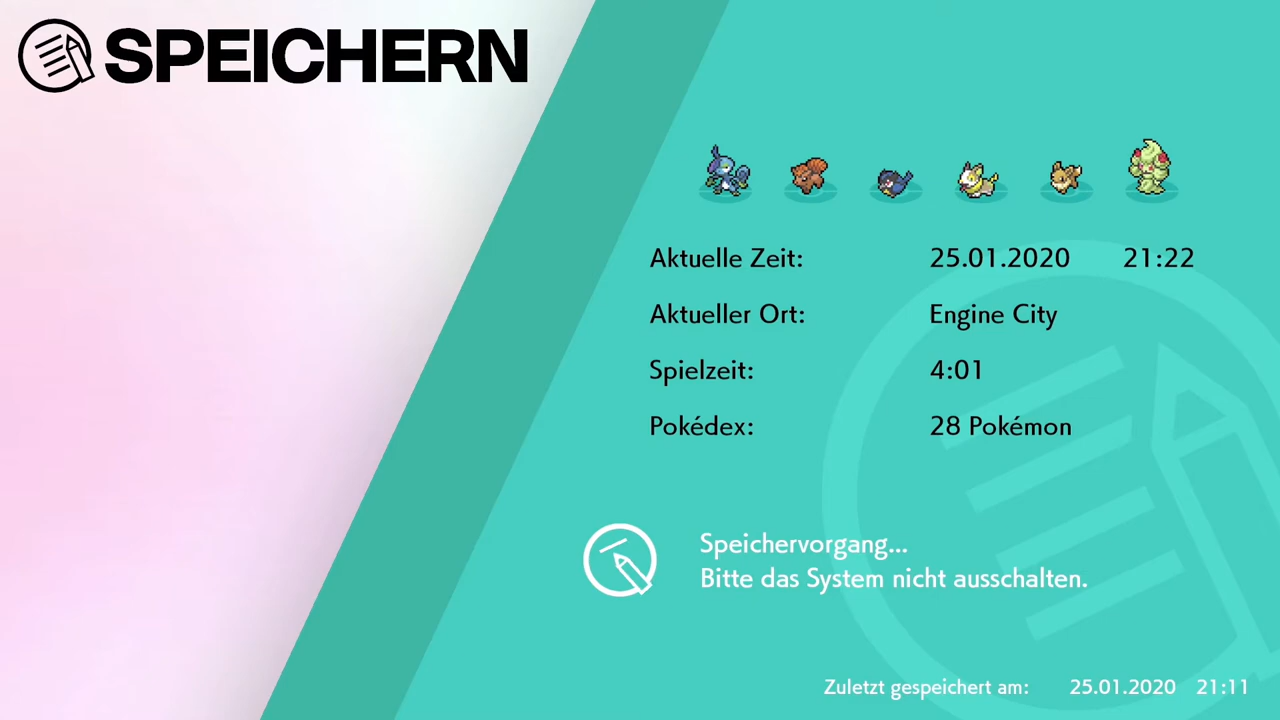 SPEICHERN
Aktuelle Zeit: 25.01.2020 21:22
Aktueller Ort: Engine City
Spielzeit: 4:01
Pokédex: 28 Pokémon
Speichervorgang...
Bitte das System nicht ausschalten.
Zuletzt gespeichert am: 25.01.2020 21:11